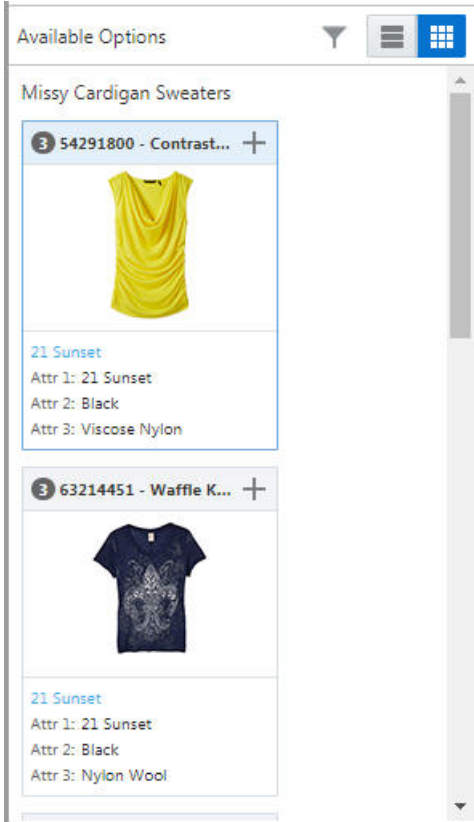 Available Options
Missy Cardigan Sweaters
3 54291800 - Contrast...
21 Sunset
Attr 1: 21 Sunset
Attr 2: Black
Attr 3: Viscose Nylon
3 63214451 - Waffle K...
21 Sunset
Attr 1: 21 Sunset
Attr 2: Black
Attr 3: Nylon Wool